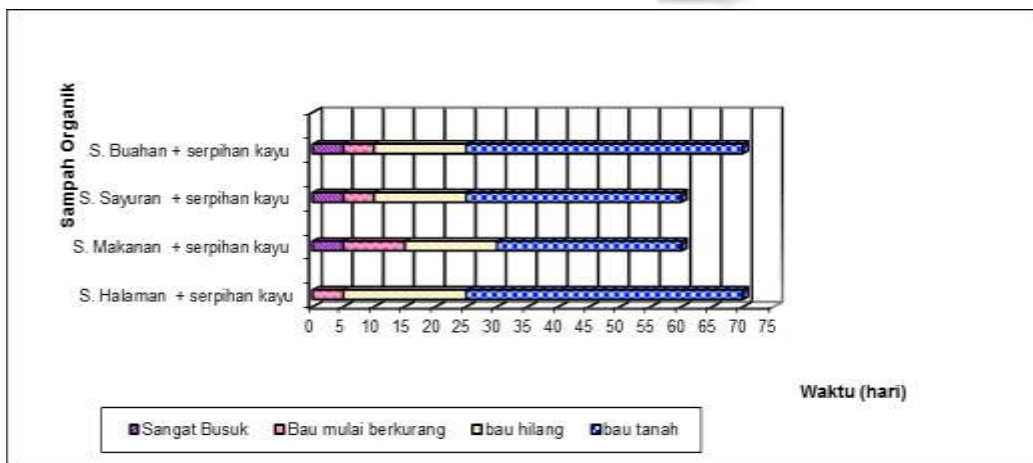 Sampah Organik
S. Buahan + serpihan kayu
S. Sayuran + serpihan kayu
S. Makanan + serpihan kayu
S. Halaman + serpihan kayu
0 5 10 15 20 25 30 35 40 45 50 55 60 65 70 75
Waktu (hari)
Sangat Busuk Bau mulai berkurang bau hilang bau tanah